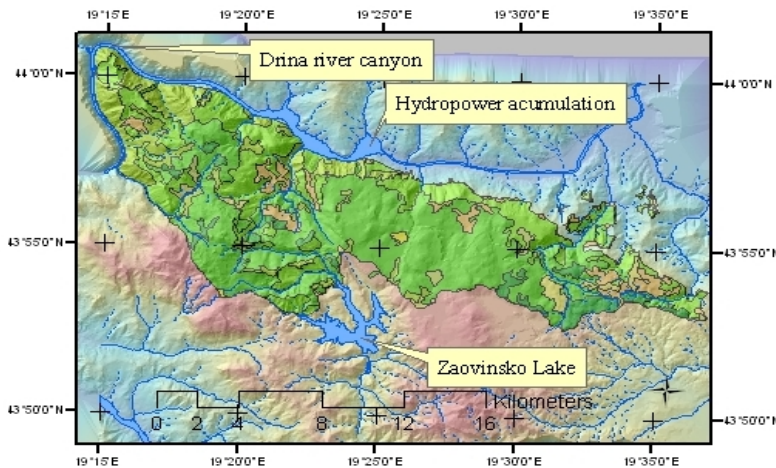 19°15'E 19°20'0"E 19°25'0"E 19°30'0"E 19°35'0"E
Drina river canyon
44°0'0"N 44°0'0"N
Hydropower acumulation
43°55'0"N 43°55'0"N
Zaovinsko Lake
Kilometers
43°50'0"N 43°50'0"N
0 2 4 8 12 16
19°15'E 19°20'0"E 19°25'0"E 19°30'0"E 19°35'0"E